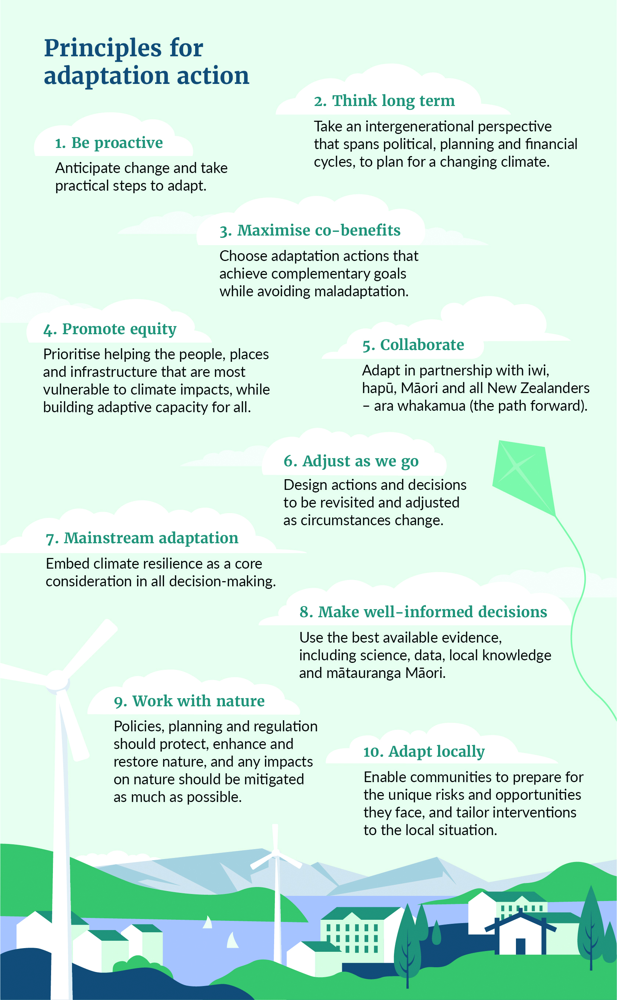 Principles for
adaptation action
1. Be proactive
Anticipate change and take
practical steps to adapt.
2. Think long term
Take an intergenerational perspective
that spans political, planning and financial
cycles, to plan for a changing climate.
3. Maximise co-benefits
Choose adaptation actions that
achieve complementary goals
while avoiding maladaptation.
4. Promote equity
Prioritise helping the people, places
and infrastructure that are most
vulnerable to climate impacts, while
building adaptive capacity for all.
5. Collaborate
Adapt in partnership with iwi,
hapū, Māori and all New Zealanders
– ara whakamua (the path forward).
6. Adjust as we go
Design actions and decisions
to be revisited and adjusted
as circumstances change.
7. Mainstream adaptation
Embed climate resilience as a core
consideration in all decision-making.
8. Make well-informed decisions
Use the best available evidence,
including science, data, local knowledge
and mātauranga Māori.
9. Work with nature
Policies, planning and regulation
should protect, enhance and
restore nature, and any impacts
on nature should be mitigated
as much as possible.
10. Adapt locally
Enable communities to prepare for
the unique risks and opportunities
they face, and tailor interventions
to the local situation.